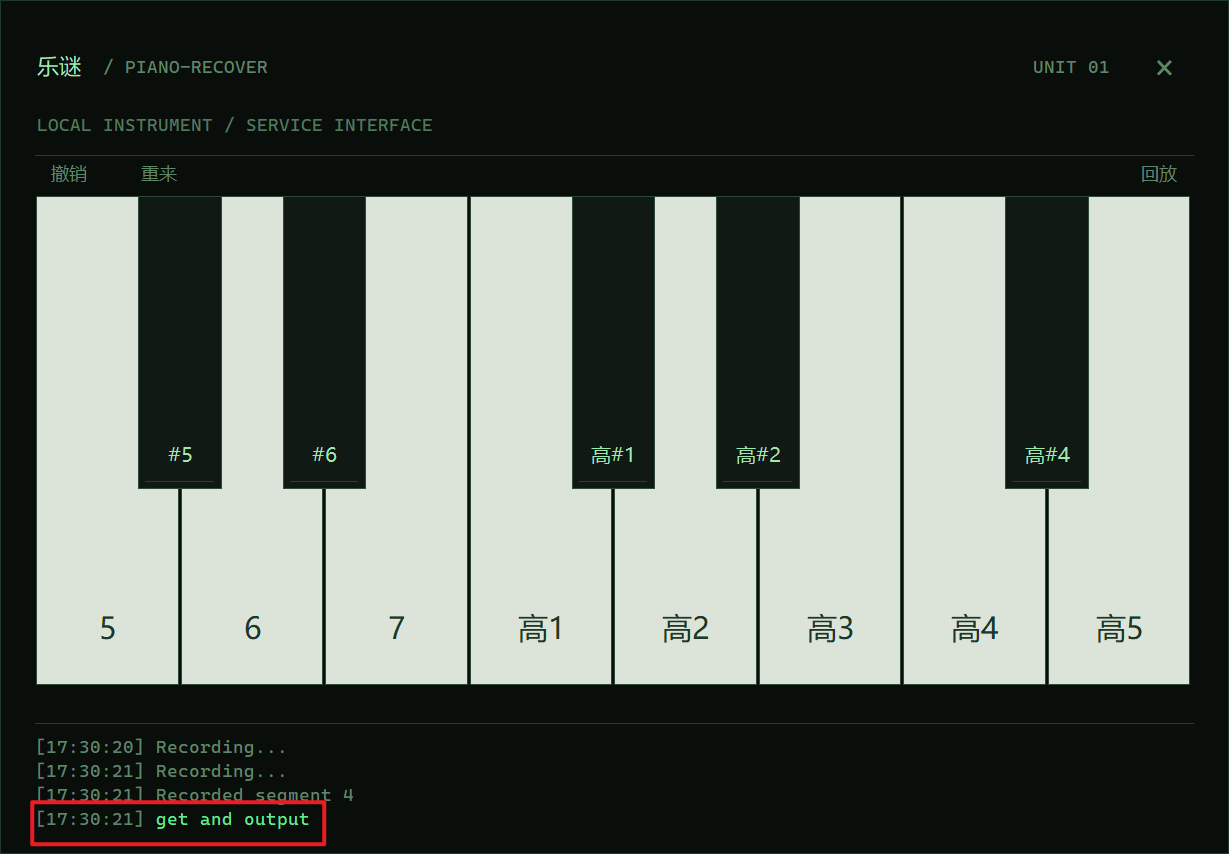 乐谜 / PIANO-RECOVER UNIT 01 ×
LOCAL INSTRUMENT / SERVICE INTERFACE
撤销 重来 回放
#5 #6 高#1 高#2 高#4
5 6 7 高1 高2 高3 高4 高5
[17:30:20] Recording...
[17:30:21] Recording...
[17:30:21] Recorded segment 4
[17:30:21] get and output